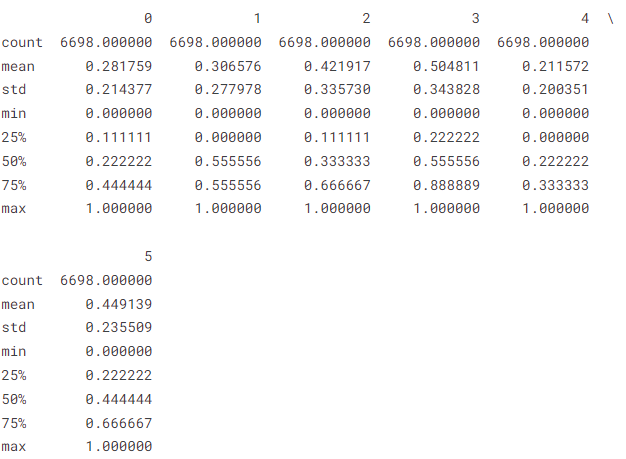 0 1 2 3 4 \
count 6698.000000 6698.000000 6698.000000 6698.000000 6698.000000
mean 0.281759 0.306576 0.421917 0.504811 0.211572
std 0.214377 0.277978 0.335730 0.343828 0.200351
min 0.000000 0.000000 0.000000 0.000000 0.000000
25% 0.111111 0.000000 0.111111 0.222222 0.000000
50% 0.222222 0.555556 0.333333 0.555556 0.222222
75% 0.444444 0.555556 0.666667 0.888889 0.333333
max 1.000000 1.000000 1.000000 1.000000 1.000000
5
count 6698.000000
mean 0.449139
std 0.235509
min 0.000000
25% 0.222222
50% 0.444444
75% 0.666667
max 1.000000